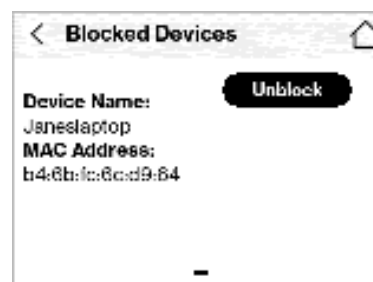 Blocked Devices
Unblock
Device Name:
Janeslaptop
MAC Address:
b4:6b:fc:6c:d9:64